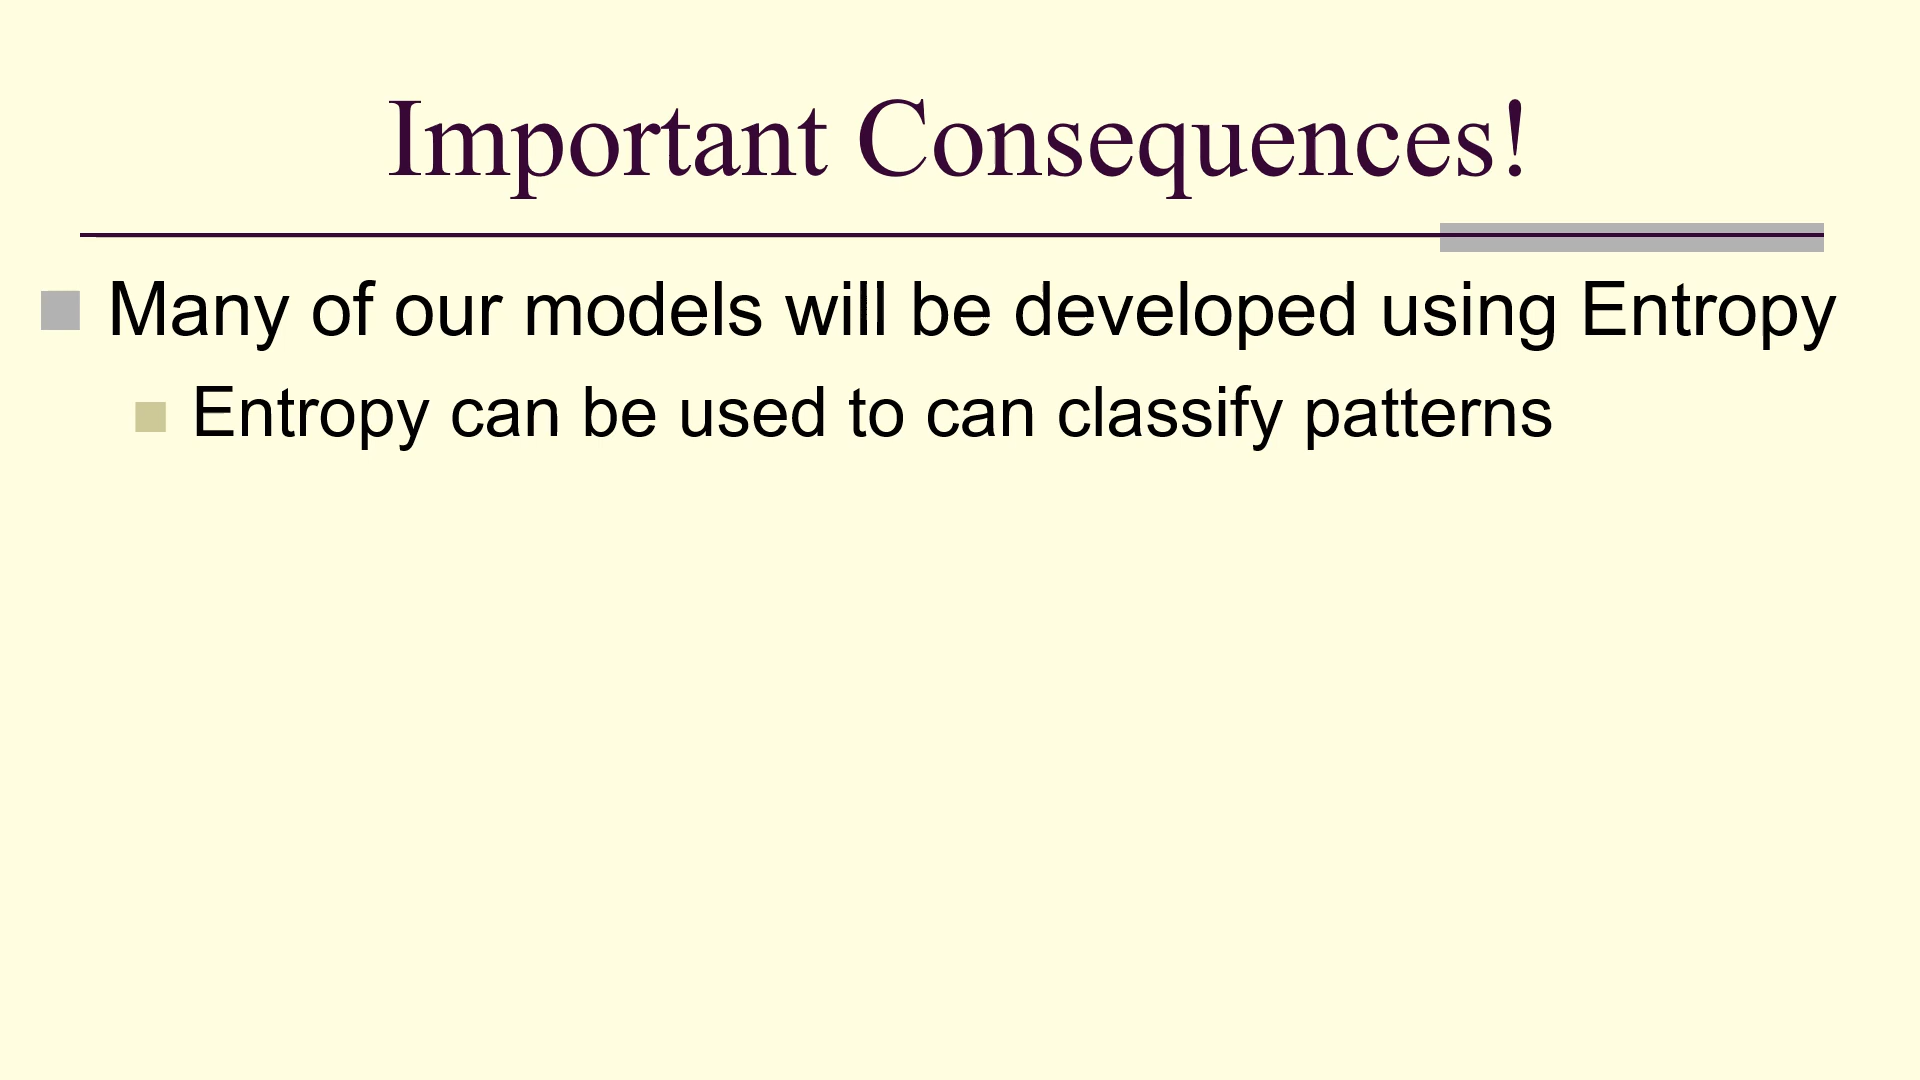 Important Consequences!
Many of our models will be developed using Entropy
Entropy can be used to can classify patterns